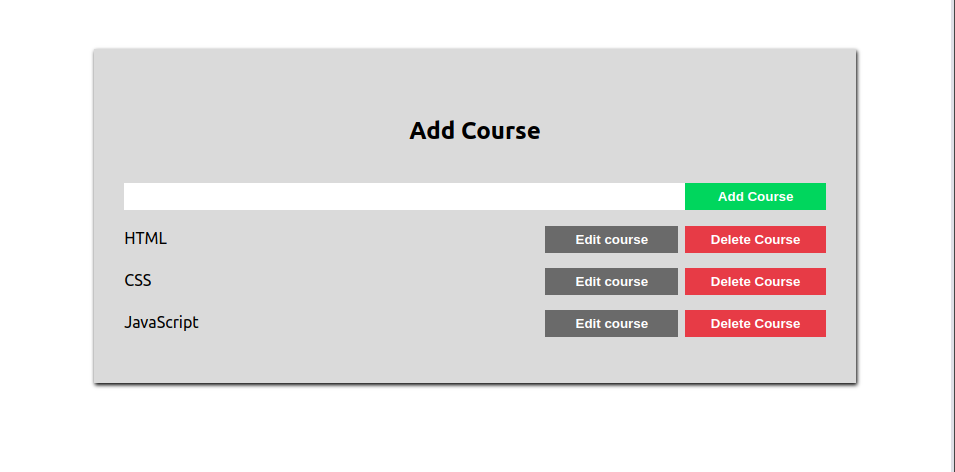 Add Course
Add Course
HTML Edit course Delete Course
CSS Edit course Delete Course
JavaScript Edit course Delete Course